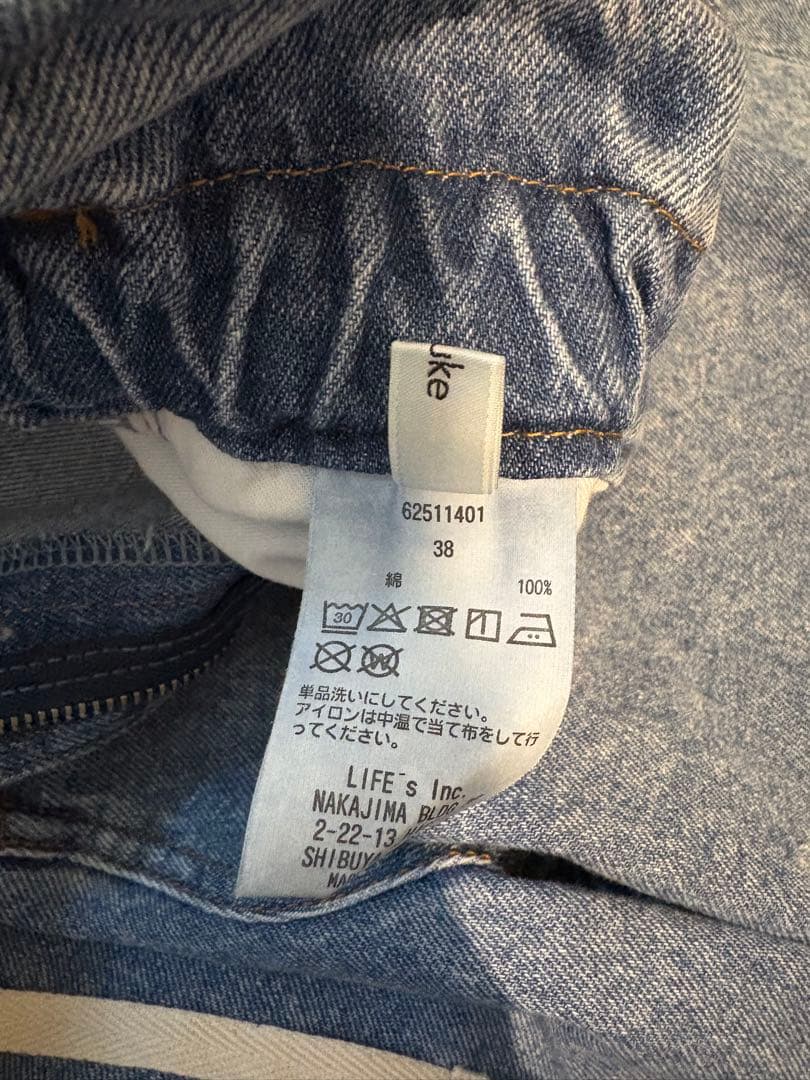 uke
62511401
38
綿 100%
30
W
単品洗いにしてください。
アイロンは中温で当て布をして行
ってください。
LIFE's Inc.
NAKAJIMA BLDG
2-22-13
SHIBUYA